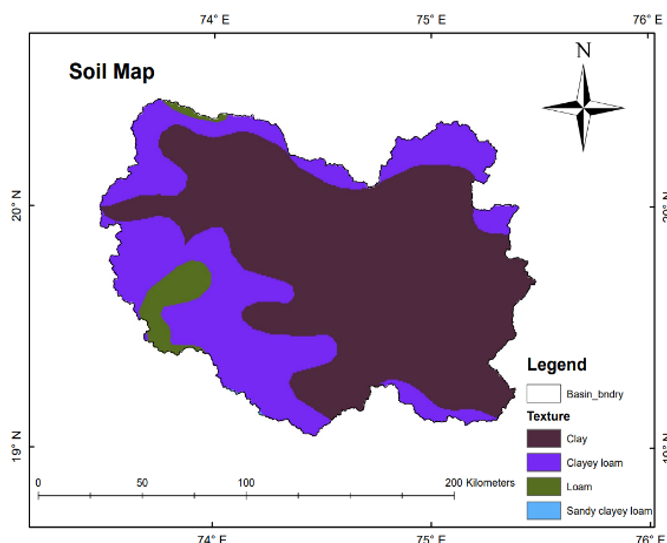 74° E 75° E 76° E
Soil Map
N
20° N 20° N
Legend
Basin_bndry
Texture
Clay
Clayey loam
Loam
Sandy clayey loam
19° N 19° N
0 50 100 200 Kilometers
74° E 75° E 76° E